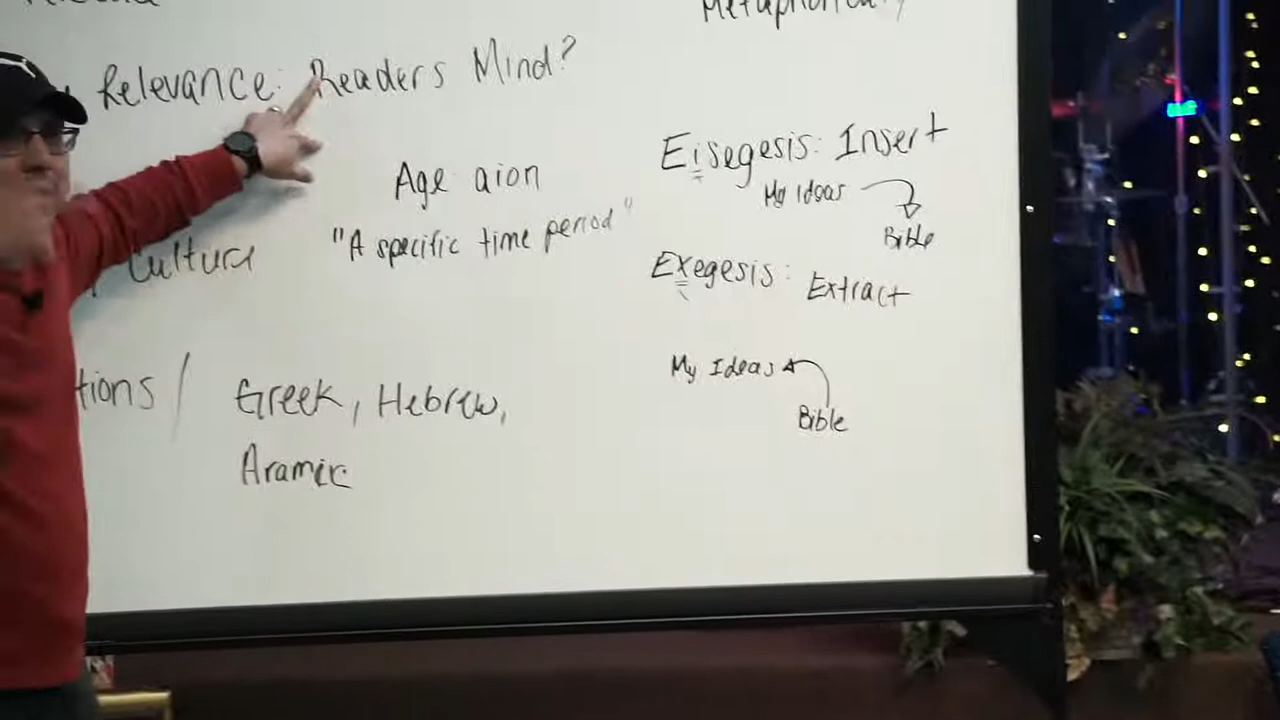 Relevance: Readers Mind?
Age aion
"A specific time period"
Culture
tions / Greek, Hebrew,
Aramic
Eisegesis: Insert
My Ideas
Bible
Exegesis: Extract
My Ideas
Bible